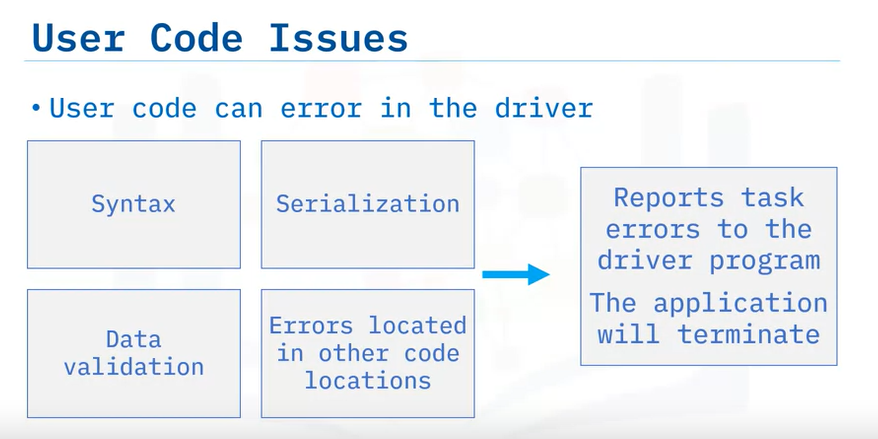 User Code Issues
• User code can error in the driver
Syntax
Serialization
Data
validation
Errors located
in other code
locations
Reports task
errors to the
driver program
The application
will terminate